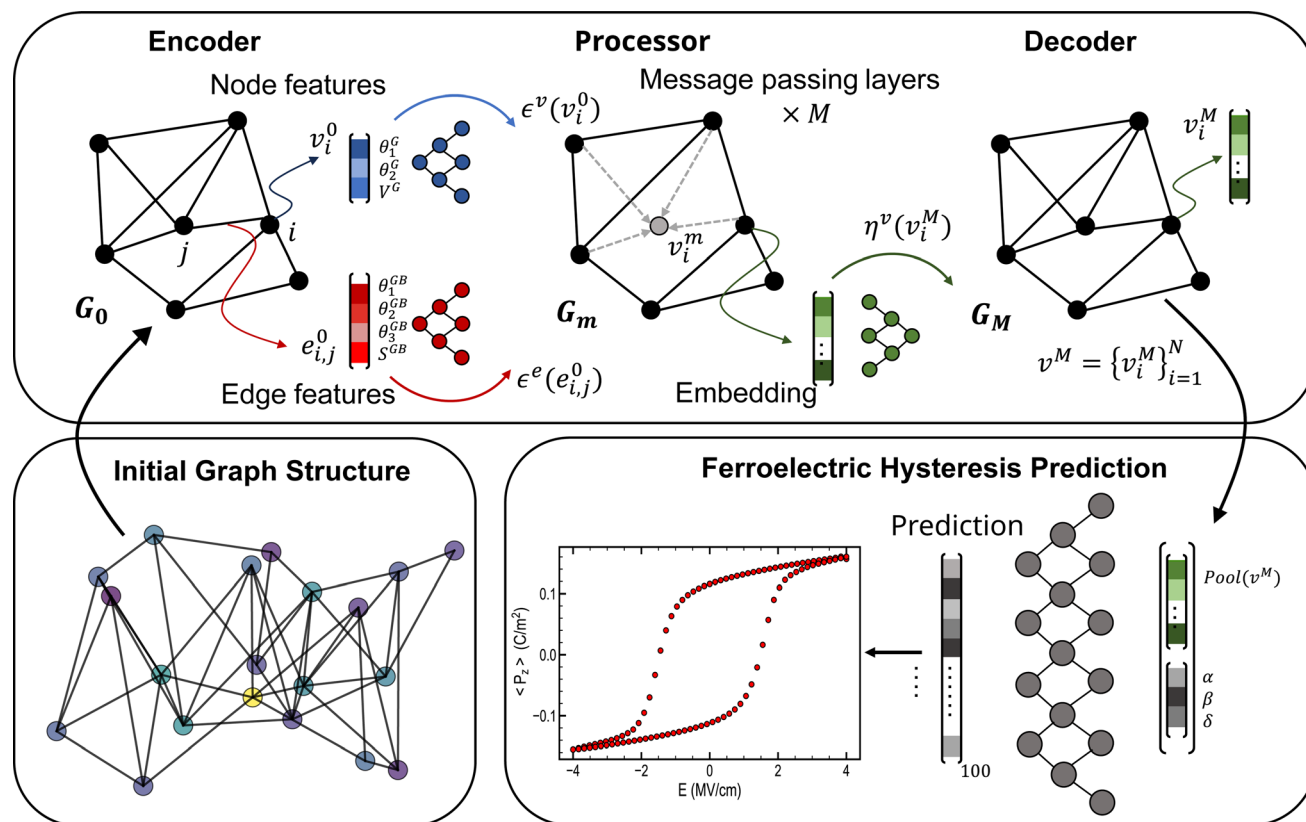 Encoder
Processor
Decoder
Node features
Message passing layers
× M
v_i^0
θ_1^G
θ_2^G
V^G
ϵ^v(v_i^0)
v_i^M
j
i
v_i^m
η^v(v_i^M)
G_0
G_m
G_M
θ_1^{GB}
θ_2^{GB}
θ_3^{GB}
S^{GB}
e_{i,j}^0
ϵ^e(e_{i,j}^0)
Edge features
Embedding
v^M = {v_i^M}_{i=1}^N
Initial Graph Structure
Ferroelectric Hysteresis Prediction
Prediction
Pool(v^M)
α
β
δ
100
< P_z > (C/m²)
0.1
0.0
−0.1
−4 −2 0 2 4
E (MV/cm)